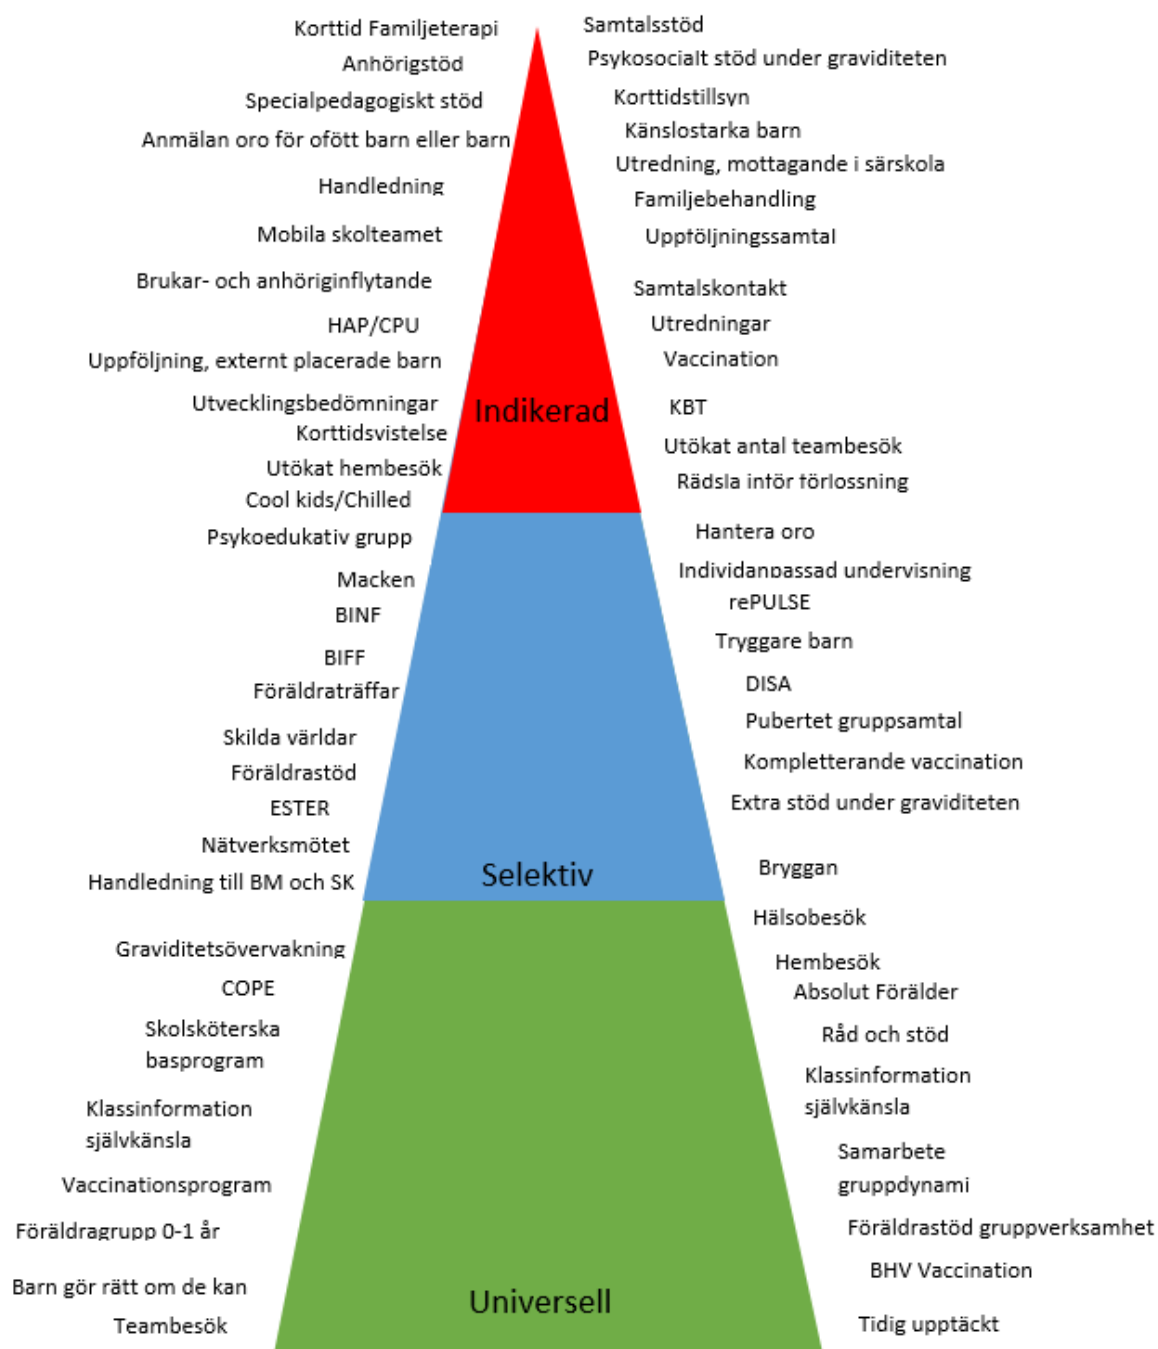 Korttid Familjeterapi
Anhörigstöd
Specialpedagogiskt stöd
Anmälan oro för ofött barn eller barn
Handledning
Mobila skolteamet
Brukar- och anhöriginflytande
HAP/CPU
Uppföljning, externt placerade barn
Utvecklingsbedömningar
Korttidsvistelse
Utökat hembesök
Cool kids/Chilled
Psykoedukativ grupp
Macken
BINF
BIFF
Föräldraträffar
Skilda världar
Föräldrastöd
ESTER
Nätverksmötet
Handledning till BM och SK
Graviditetsövervakning
COPE
Skolsköterska
basprogram
Klassinformation
självkänsla
Vaccinationsprogram
Föräldragrupp 0-1 år
Barn gör rätt om de kan
Teambesök
Indikerad
Selektiv
Universell
Samtalsstöd
Psykosocialt stöd under graviditeten
Korttidstillsyn
Känslostarka barn
Utredning, mottagande i särskola
Familjebehandling
Uppföljningssamtal
Samtalskontakt
Utredningar
Vaccination
KBT
Utökat antal teambesök
Rädsla inför förlossning
Hantera oro
Individanpassad undervisning
rePULSE
Tryggare barn
DISA
Pubertet gruppsamtal
Kompletterande vaccination
Extra stöd under graviditeten
Bryggan
Hälsobesök
Hembesök
Absolut Förälder
Råd och stöd
Klassinformation
självkänsla
Samarbete
gruppdynami
Föräldrastöd gruppverksamhet
BHV Vaccination
Tidig upptäckt